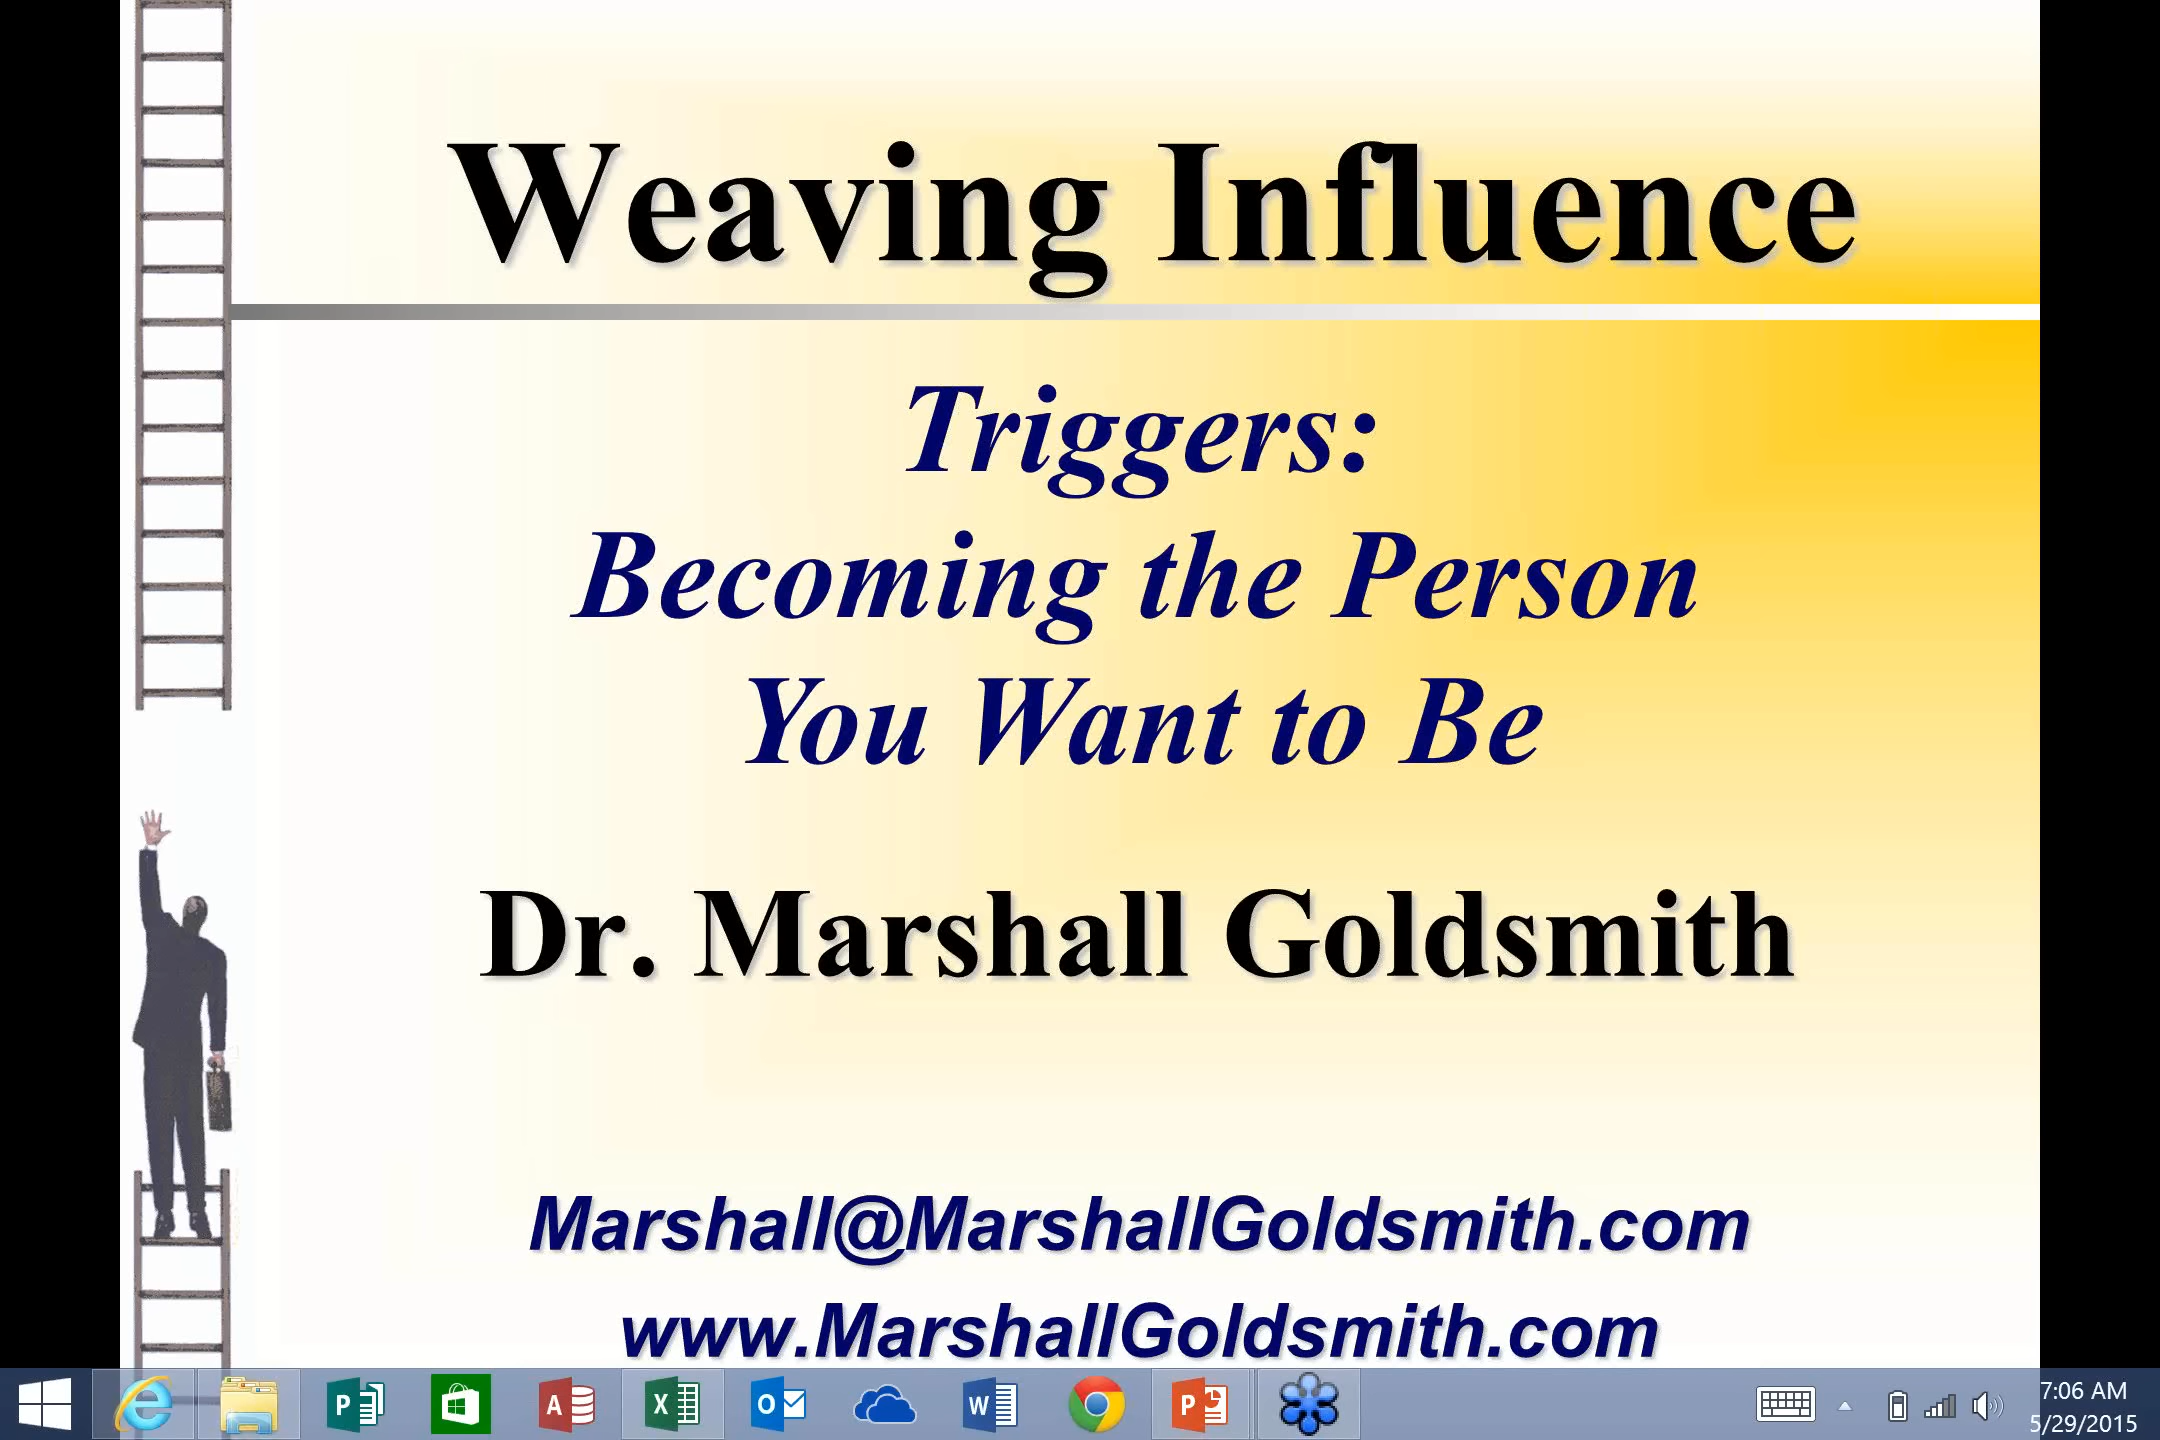 Weaving Influence
Triggers:
Becoming the Person
You Want to Be
Dr. Marshall Goldsmith
Marshall@MarshallGoldsmith.com
www.MarshallGoldsmith.com
P
A
X
O
W
P
7:06 AM
5/29/2015